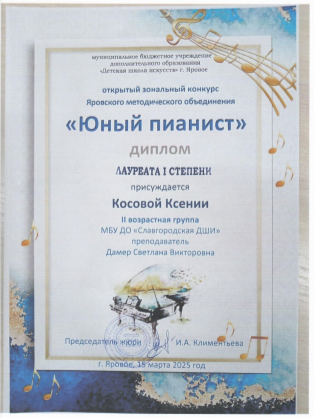 муниципальное бюджетное учреждение
дополнительного образования
«Детская школа искусств» г. Яровое
открытый зональный конкурс
Яровского методического объединения
«Юный пианист»
ДИПЛОМ
ЛАУРЕАТА I СТЕПЕНИ
присуждается
Косовой Ксении
II возрастная группа
МБУ ДО «Славгородская ДШИ»
преподаватель
Дамер Светлана Викторовна
Председатель жюри И.А. Климентьева
г. Яровое, 18 марта 2025 год